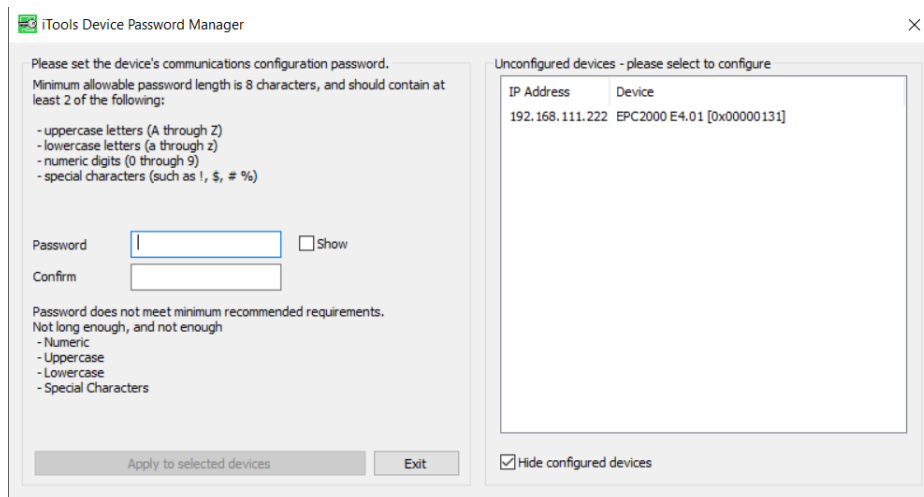 iTools Device Password Manager
Please set the device's communications configuration password.
Minimum allowable password length is 8 characters, and should contain at
least 2 of the following:
- uppercase letters (A through Z)
- lowercase letters (a through z)
- numeric digits (0 through 9)
- special characters (such as !, $, # %)
Password
Show
Confirm
Password does not meet minimum recommended requirements.
Not long enough, and not enough
- Numeric
- Uppercase
- Lowercase
- Special Characters
Apply to selected devices
Exit
Unconfigured devices - please select to configure
IP Address Device
192.168.111.222 EPC2000 E4.01 [0x00000131]
Hide configured devices